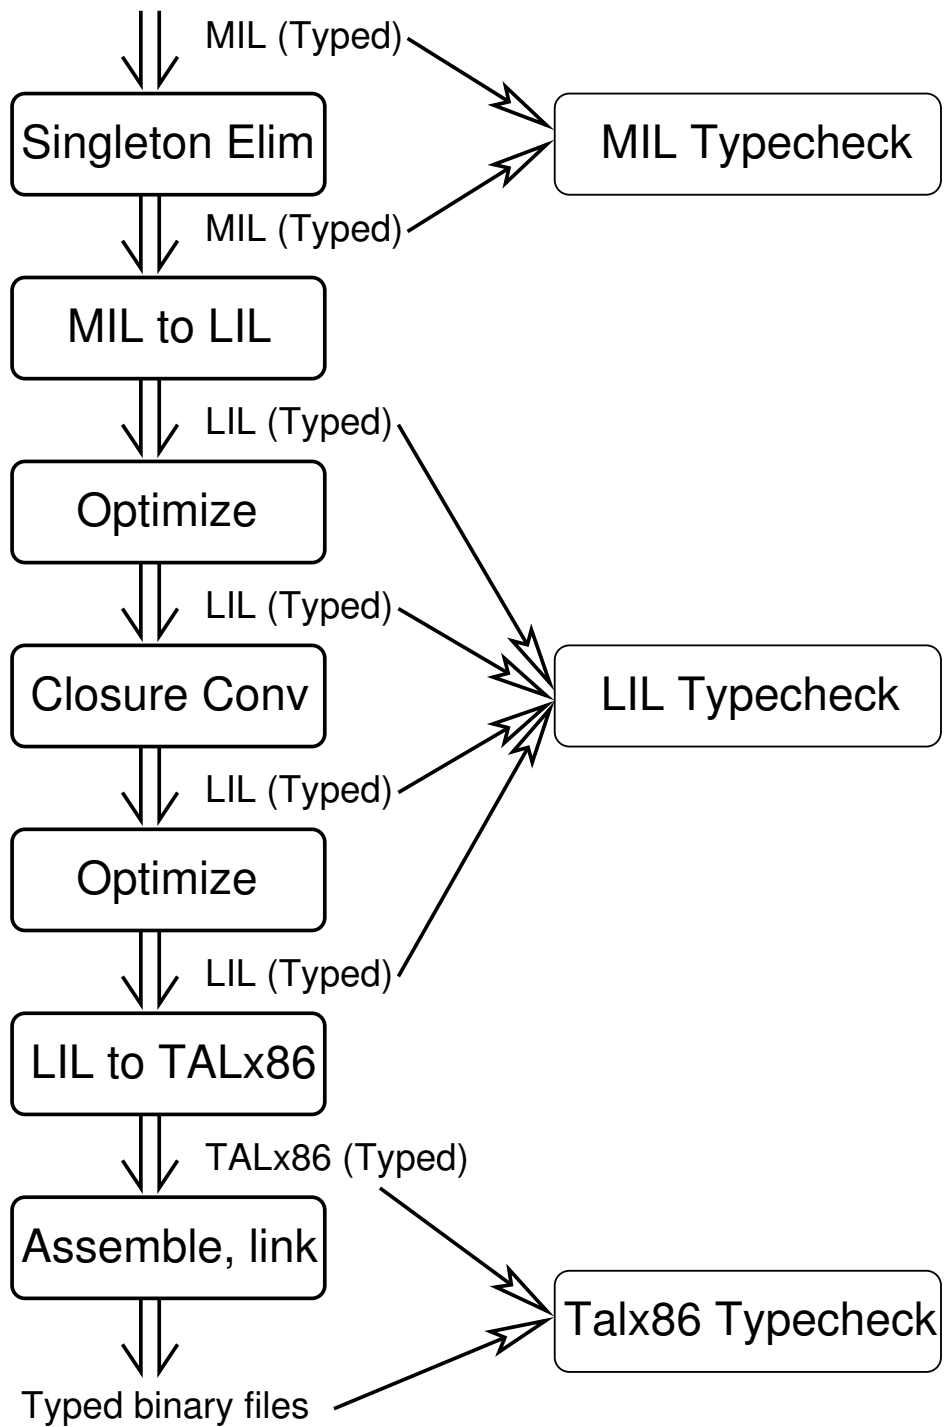 MIL (Typed)
Singleton Elim
MIL Typecheck
MIL (Typed)
MIL to LIL
LIL (Typed)
Optimize
LIL (Typed)
Closure Conv
LIL Typecheck
LIL (Typed)
Optimize
LIL (Typed)
LIL to TALx86
TALx86 (Typed)
Assemble, link
Talx86 Typecheck
Typed binary files